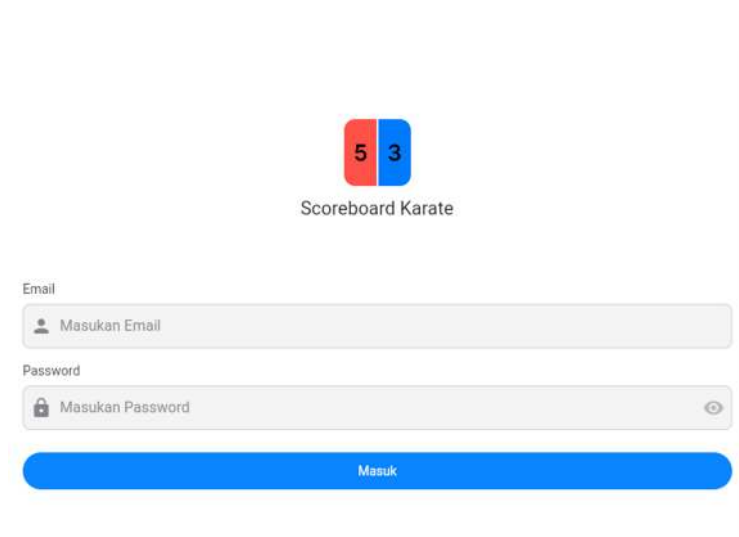 5 3
Scoreboard Karate
Email
Masukan Email
Password
Masukan Password
Masuk